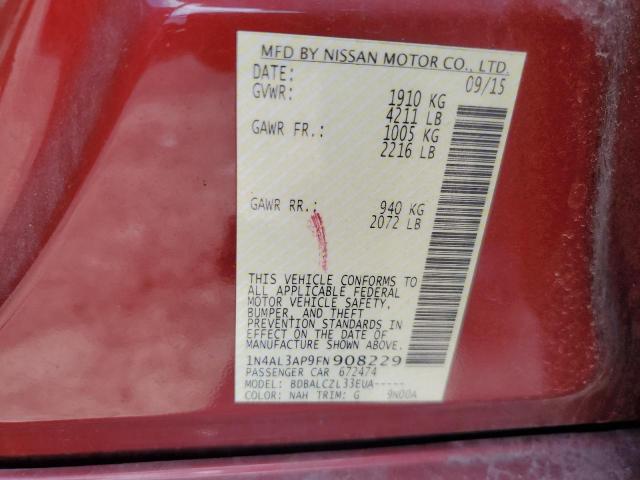 MFD BY NISSAN MOTOR CO., LTD.
DATE: 09/15
GVWR: 1910 KG
4211 LB
GAWR FR.: 1005 KG
2216 LB
GAWR RR.: 940 KG
2072 LB
THIS VEHICLE CONFORMS TO
ALL APPLICABLE FEDERAL
MOTOR VEHICLE SAFETY,
BUMPER, AND THEFT
PREVENTION STANDARDS IN
EFFECT ON THE DATE OF
MANUFACTURE SHOWN ABOVE.
1N4AL3AP9FN908229
PASSENGER CAR 672474
MODEL: BDBALCZL33EUA-----
COLOR: NAH TRIM: G 9N00A